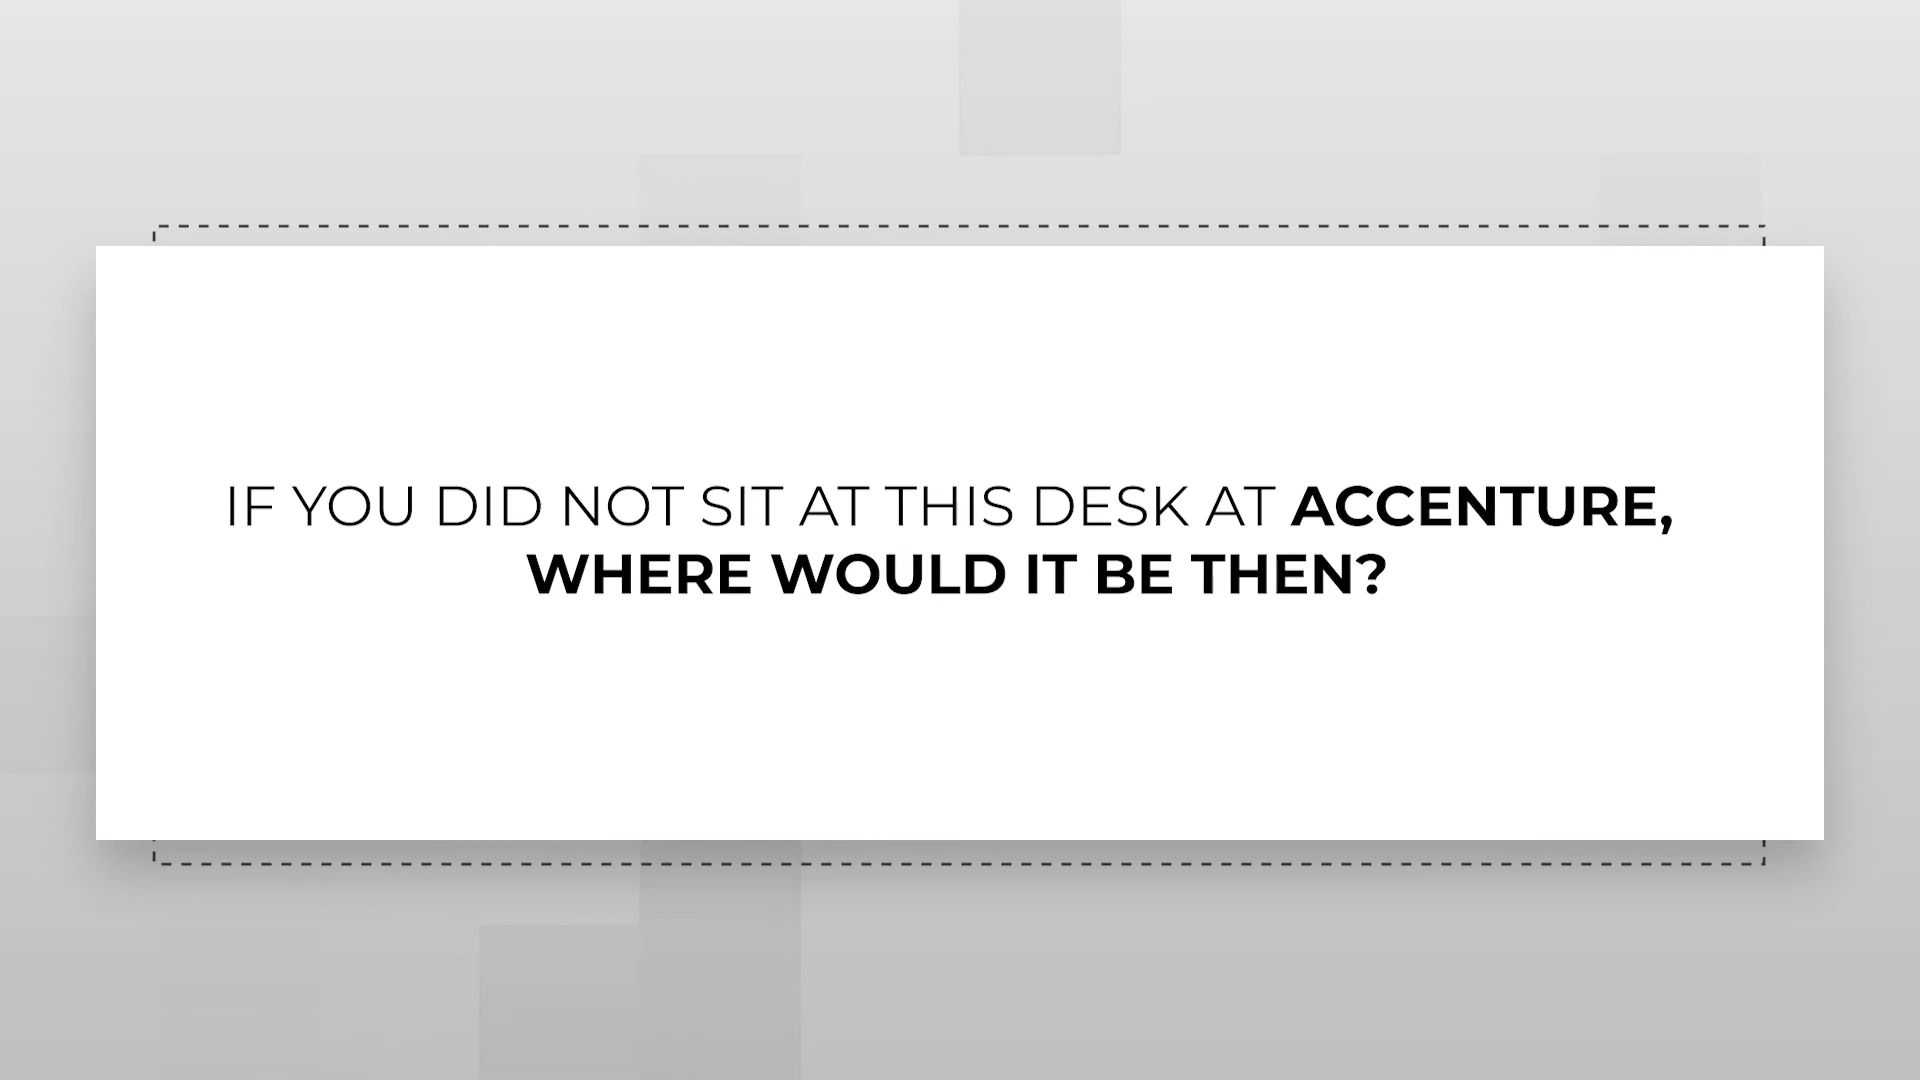 IF YOU DID NOT SIT AT THIS DESK AT ACCENTURE,
WHERE WOULD IT BE THEN?